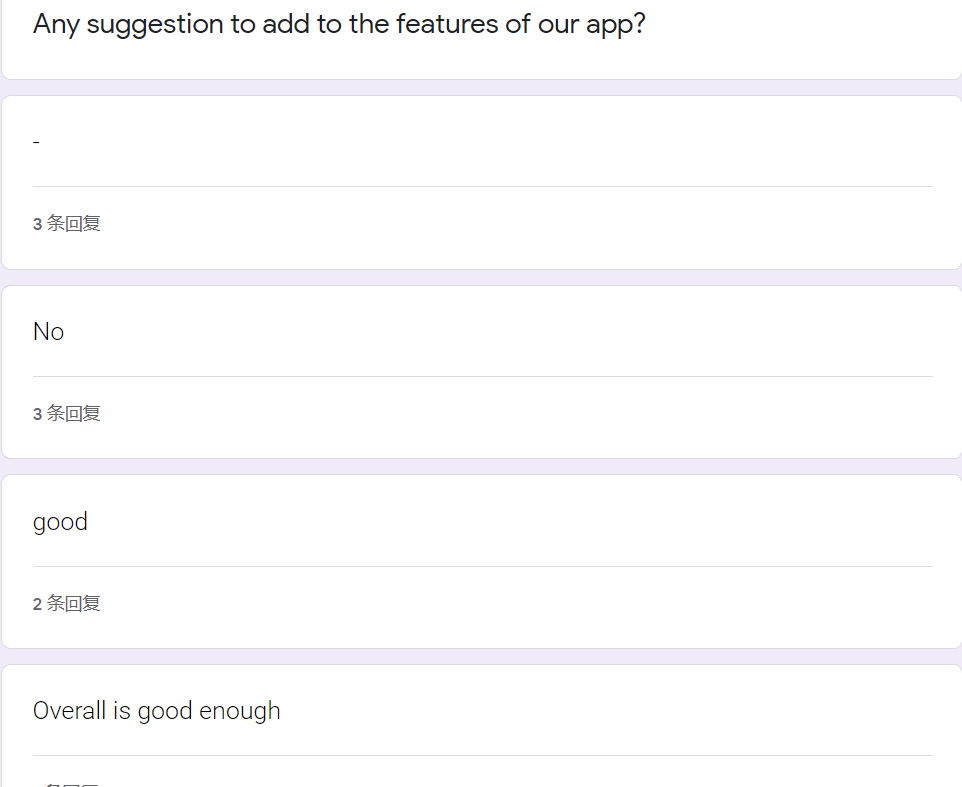 Any suggestion to add to the features of our app?
-
3 条回复
No
3 条回复
good
2 条回复
Overall is good enough